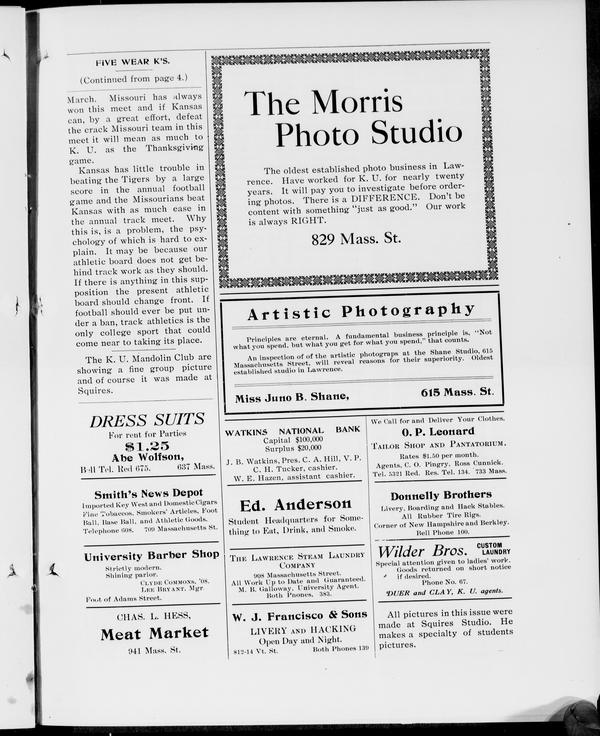 FIVE WEAR K'S.
(Continued from page 4.)
March. Missouri has always
won this meet and if Kansas
can, by a great effort, defeat
the crack Missouri team in this
meet it will mean as much to
K. U. as the Thanksgiving
game.
Kansas has little trouble in
beating the Tigers by a large
score in the annual football
game and the Missourians beat
Kansas with as much ease in
the annual track meet. Why
this is, is a problem, the psy-
chology of which is hard to ex-
plain. It may be because our
athletic board does not get be-
hind track work as they should.
If there is anything in this sup-
position the present athletic
board should change front. If
football should ever be put un-
der a ban, track athletics is the
only college sport that could
come near to taking its place.
The K. U. Mandolin Club are
showing a fine group picture
and of course it was made at
Squires.
DRESS SUITS
For rent for Parties
$1.25
Abe Wolfson,
Bell Tel. Red 675. 637 Mass.
Smith's News Depot
Imported Key West and Domestic Cigars
Fine Tobaccos, Smokers' Articles, Foot
Ball, Base Ball, and Athletic Goods.
Telephone 608. 709 Massachusetts St.
University Barber Shop
Strictly modern.
Shining parlor.
CLYDE COMMONS, '08.
LEE BRYANT, Mgr.
Foot of Adams Street.
CHAS. L. HESS,
Meat Market
941 Mass. St.
The Morris
Photo Studio
The oldest established photo business in Law-
rence. Have worked for K. U. for nearly twenty
years. It will pay you to investigate before order-
ing photos. There is a DIFFERENCE. Don't be
content with something "just as good." Our work
is always RIGHT.
829 Mass. St.
Artistic Photography
Principles are eternal. A fundamental business principle is, "Not
what you spend, but what you get for what you spend," that counts.
An inspection of of the artistic photograps at the Shane Studio, 615
Massachusetts Street, will reveal reasons for their superiority. Oldest
established studio in Lawrence.
Miss Juno B. Shane, 615 Mass. St.
WATKINS NATIONAL BANK
Capital $100,000
Surplus $20,000
J. B. Watkins, Pres. C. A. Hill, V. P.
C. H. Tucker, cashier,
W. E. Hazen, assistant cashier.
Ed. Anderson
Student Headquarters for Some-
thing to Eat, Drink, and Smoke.
THE LAWRENCE STEAM LAUNDRY
COMPANY
908 Massachusetts Street.
All Work Up to Date and Guaranteed.
M. B. Galloway, University Agent.
Both Pnones, 383.
W. J. Francisco & Sons
LIVERY AND HACKING
Open Day and Night.
812-14 Vt. St. Both Phones 139
We Call for and Deliver Your Clothes.
O. P. Leonard
TAILOR SHOP AND PANTATORIUM.
Rates $1.50 per month.
Agents, C. O. Pingry, Ross Cunnick.
Tel. 5321 Red. Res. Tel. 134. 733 Mass.
Donnelly Brothers
Livery, Boarding and Hack Stables.
All Rubber Tire Rigs.
Corner of New Hampshire and Berkley.
Bell Phone 100.
Wilder Bros. CUSTOM
LAUNDRY
Special attention given to ladies' work.
Goods returned on short notice
if desired.
Phone No. 67.
DUER and CLAY, K. U. agents.
All pictures in this issue were
made at Squires Studio. He
makes a specialty of students
pictures.